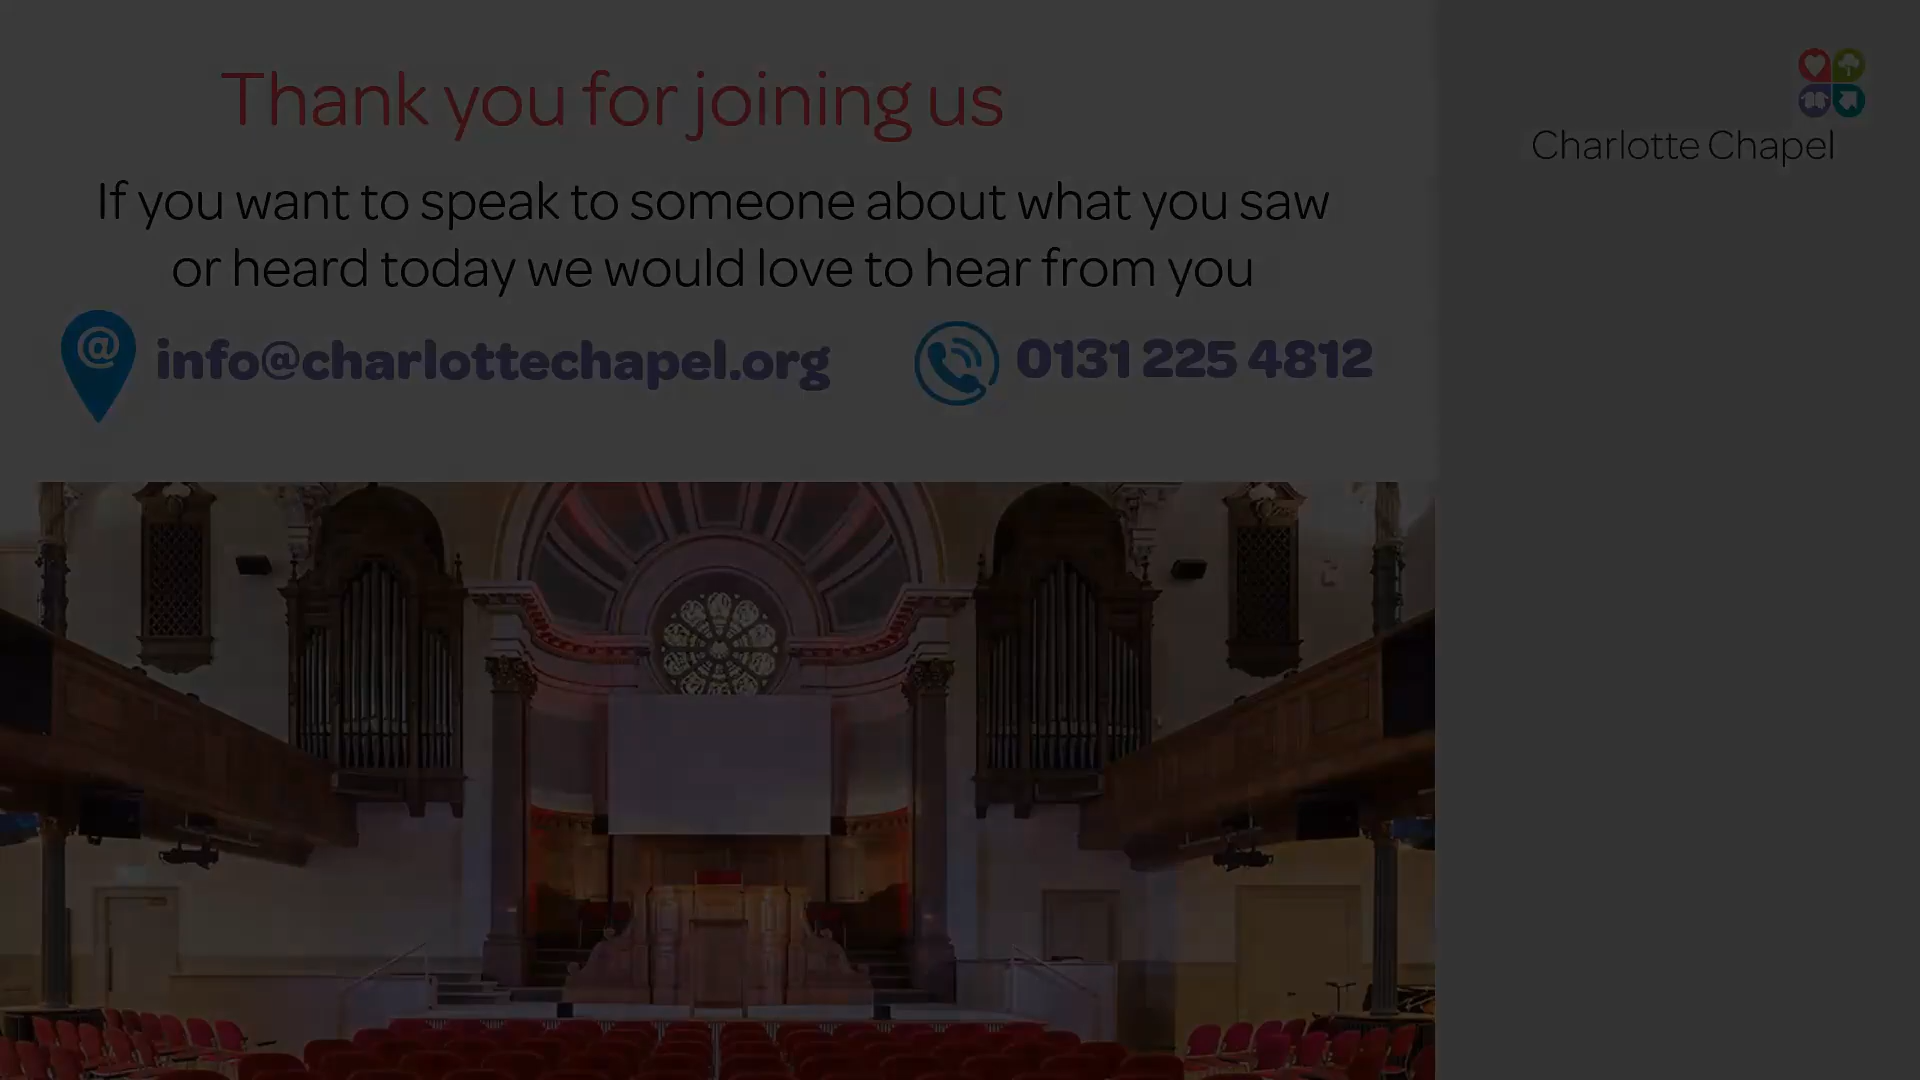 Thank you for joining us
Charlotte Chapel
If you want to speak to someone about what you saw
or heard today we would love to hear from you
@ info@charlottechapel.org
0131 225 4812